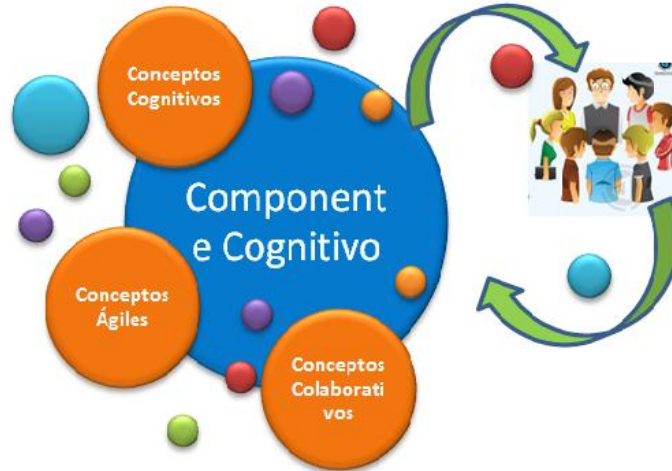 Conceptos
Cognitivos
Component
e Cognitivo
Conceptos
Ágiles
Conceptos
Colaborati
vos